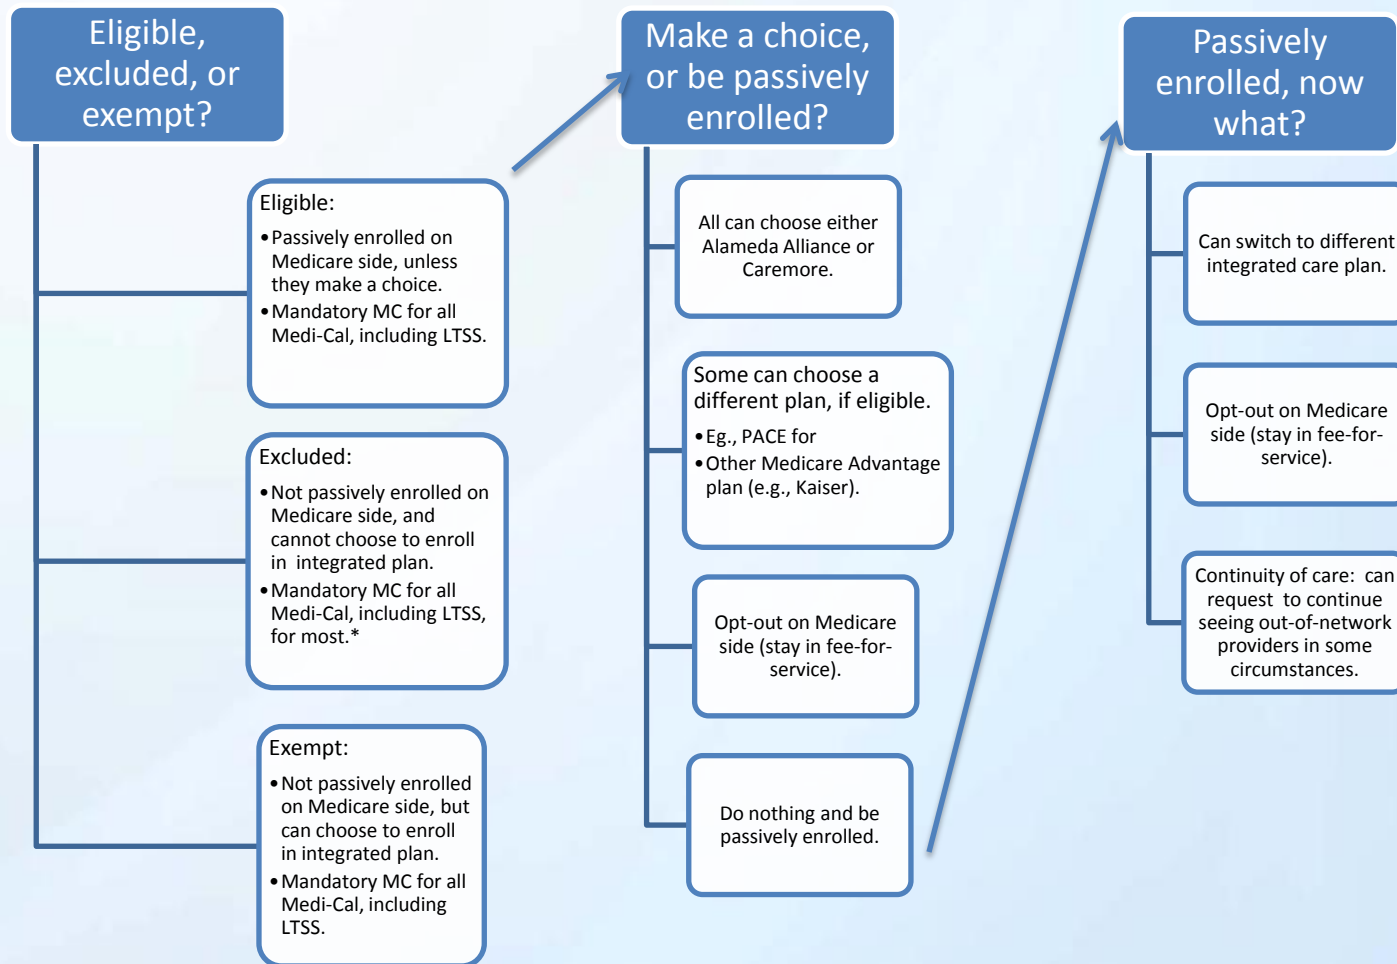 Eligible,
excluded, or
exempt?
Eligible:
•Passively enrolled on
Medicare side, unless
they make a choice.
•Mandatory MC for all
Medi-Cal, including LTSS.
Excluded:
•Not passively enrolled on
Medicare side, and
cannot choose to enroll
in integrated plan.
•Mandatory MC for all
Medi-Cal, including LTSS,
for most.*
Exempt:
•Not passively enrolled
on Medicare side, but
can choose to enroll
in integrated plan.
•Mandatory MC for all
Medi-Cal, including
LTSS.
Make a choice,
or be passively
enrolled?
All can choose either
Alameda Alliance or
Caremore.
Some can choose a
different plan, if eligible.
•Eg., PACE for
•Other Medicare Advantage
plan (e.g., Kaiser).
Opt-out on Medicare
side (stay in fee-for-
service).
Do nothing and be
passively enrolled.
Passively
enrolled, now
what?
Can switch to different
integrated care plan.
Opt-out on Medicare
side (stay in fee-for-
service).
Continuity of care: can
request to continue
seeing out-of-network
providers in some
circumstances.